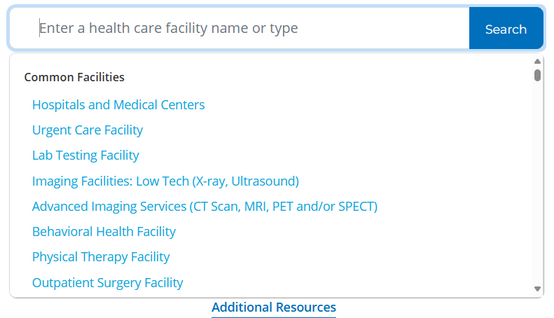 Enter a health care facility name or type
Search
Common Facilities
Hospitals and Medical Centers
Urgent Care Facility
Lab Testing Facility
Imaging Facilities: Low Tech (X-ray, Ultrasound)
Advanced Imaging Services (CT Scan, MRI, PET and/or SPECT)
Behavioral Health Facility
Physical Therapy Facility
Outpatient Surgery Facility
Additional Resources